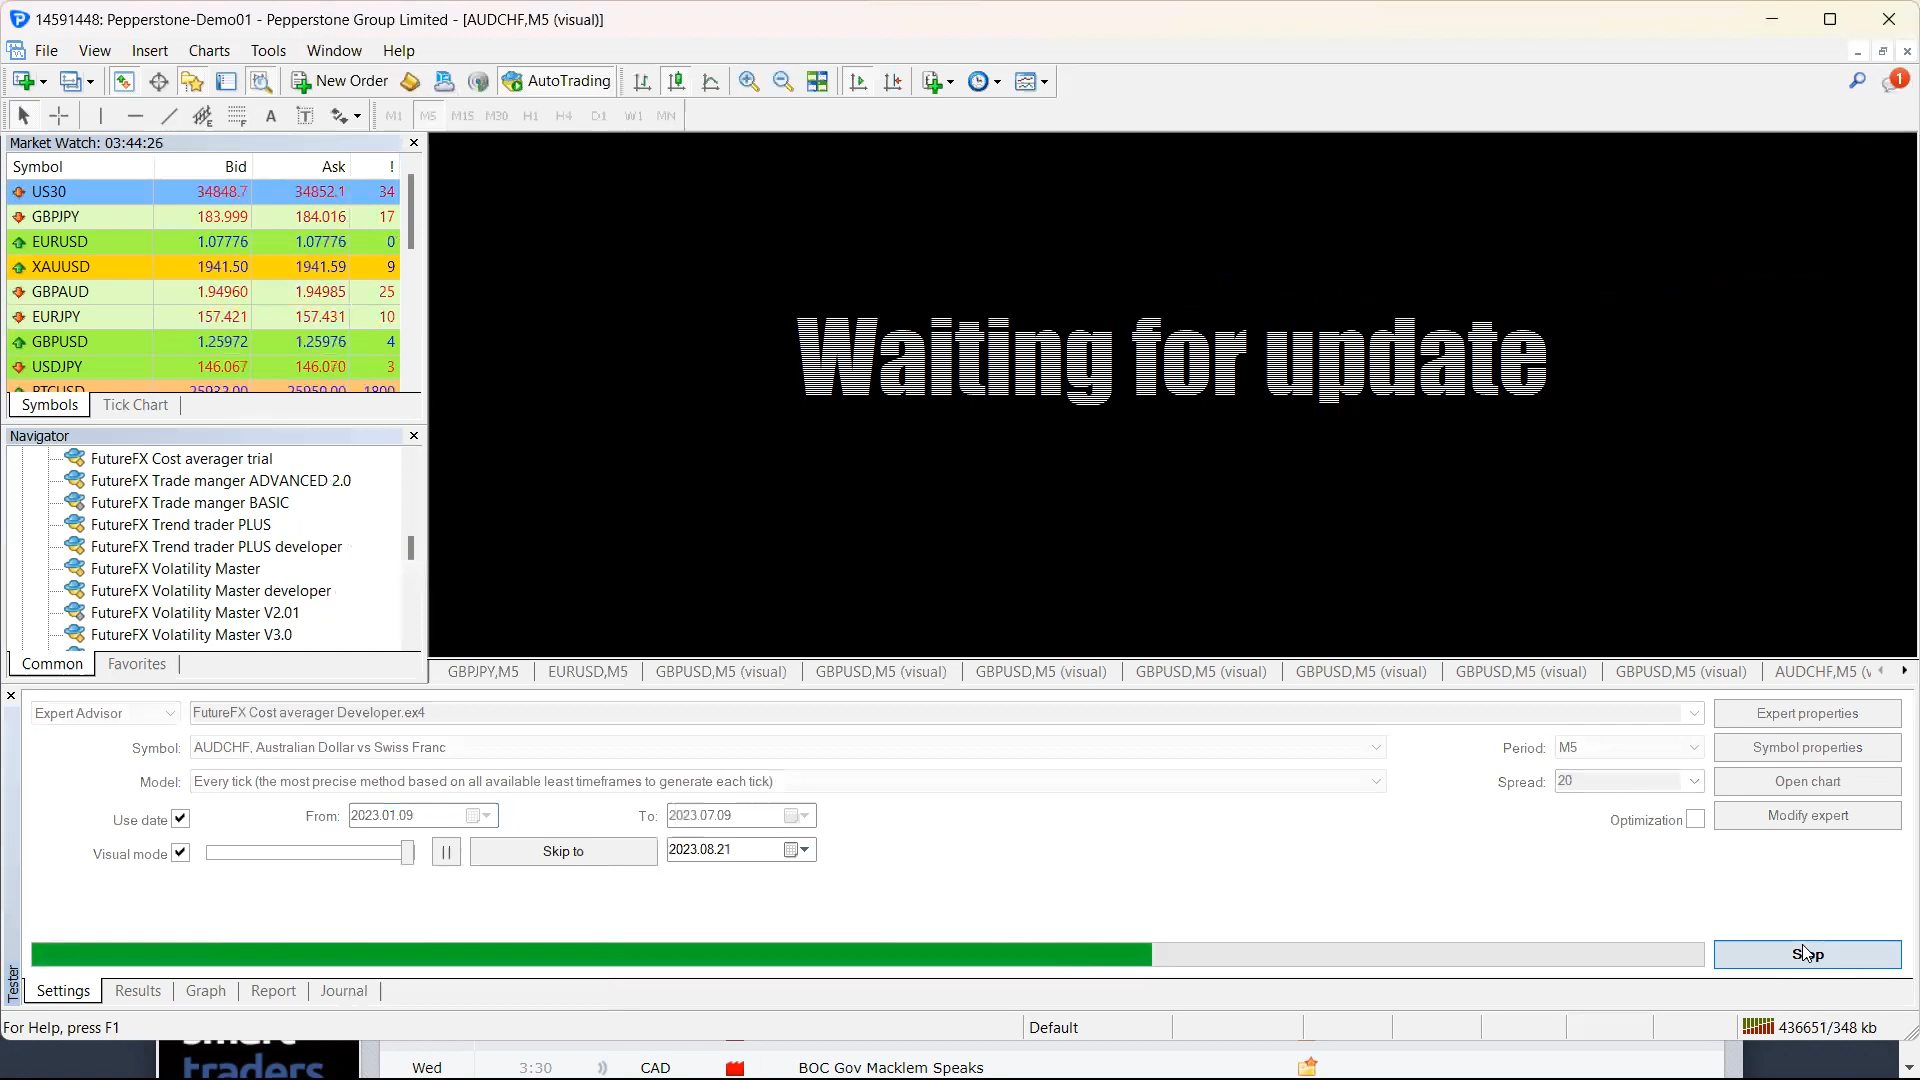 14591448: Pepperstone-Demo01 - Pepperstone Group Limited - [AUDCHF,M5 (visual)]
File View Insert Charts Tools Window Help
New Order AutoTrading 1
A T M1 M5 M15 M30 H1 H4 D1 W1 MN
Market Watch: 03:44:26
Symbol Bid Ask !
US30 34848.7 34852.1 34
GBPJPY 183.999 184.016 17
EURUSD 1.07776 1.07776 0
XAUUSD 1941.50 1941.59 9
GBPAUD 1.94960 1.94985 25
EURJPY 157.421 157.431 10
GBPUSD 1.25972 1.25976 4
USDJPY 146.067 146.070 3
BTCUSD 25932.00 25950.00 1800
Symbols Tick Chart
Waiting for update
Navigator
FutureFX Cost averager trial
FutureFX Trade manger ADVANCED 2.0
FutureFX Trade manger BASIC
FutureFX Trend trader PLUS
FutureFX Trend trader PLUS developer
FutureFX Volatility Master
FutureFX Volatility Master developer
FutureFX Volatility Master V2.01
FutureFX Volatility Master V3.0
Common Favorites
GBPJPY,M5 EURUSD,M5 GBPUSD,M5 (visual) GBPUSD,M5 (visual) GBPUSD,M5 (visual) GBPUSD,M5 (visual) GBPUSD,M5 (visual) GBPUSD,M5 (visual) GBPUSD,M5 (visual) AUDCHF,M5 (v
Expert Advisor FutureFX Cost averager Developer.ex4 Expert properties
Symbol: AUDCHF, Australian Dollar vs Swiss Franc Period: M5 Symbol properties
Model: Every tick (the most precise method based on all available least timeframes to generate each tick) Spread: 20 Open chart
Use date From: 2023.01.09 To: 2023.07.09 Optimization Modify expert
Visual mode Skip to 2023.08.21
Stop
Tester
Settings Results Graph Report Journal
For Help, press F1 Default 436651/348 kb
smart
traders
Wed 3:30 CAD BOC Gov Macklem Speaks